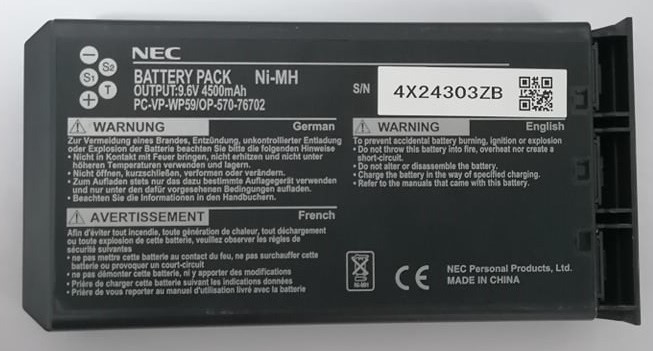 NEC
BATTERY PACK Ni-MH
OUTPUT:9.6V 4500mAh
PC-VP-WP59/OP-570-76702
S/N 4X24303ZB
− S2
S1 T
+
WARNUNG German
Zur Vermeidung eines Brandes, Entzündung, unkontrollierter Entladung
oder Explosion der Batterie beachten Sie bitte die folgenden Hinweise
• Nicht in Kontakt mit Feuer bringen, nicht erhitzen und nicht unter
höheren Temperaturen verwenden und lagern.
• Nicht öffnen, kurzschließen, verformen oder verändern.
• Zum Aufladen stets nur das dazu bestimmte Ladegerät verwenden
und nur unter den dafür vorgesehenen Bedingungen aufladen.
• Beachten Sie die Informationen in den Handbuchern.
AVERTISSEMENT French
Afin d'éviter tout incendie, toute génération de chaleur, tout déchargement
ou toute explosion de cette batterie, veuillez observer les règles de
sécurité suivantes
• ne pas mettre cette batterie au contact du feu, ne pas surchauffer cette
batterie ou provoquer un court-circuit
• ne pas démonter cette batterie, ni y apporter des modifications
• Prière de charger cette batterie suivant les indications données
• Prière de vous reporter au manuel d'utilisation livré avec la batterie
WARNING English
To prevent accidental battery burning, ignition or explosion
• Do not throw this battery into fire, overheat nor create a
short-circuit.
• Do not alter or disassemble the battery.
• Charge the battery in the way of specified charging.
• Refer to the manuals that came with this battery.
Ni-MH
CE
NEC Personal Products, Ltd.
MADE IN CHINA